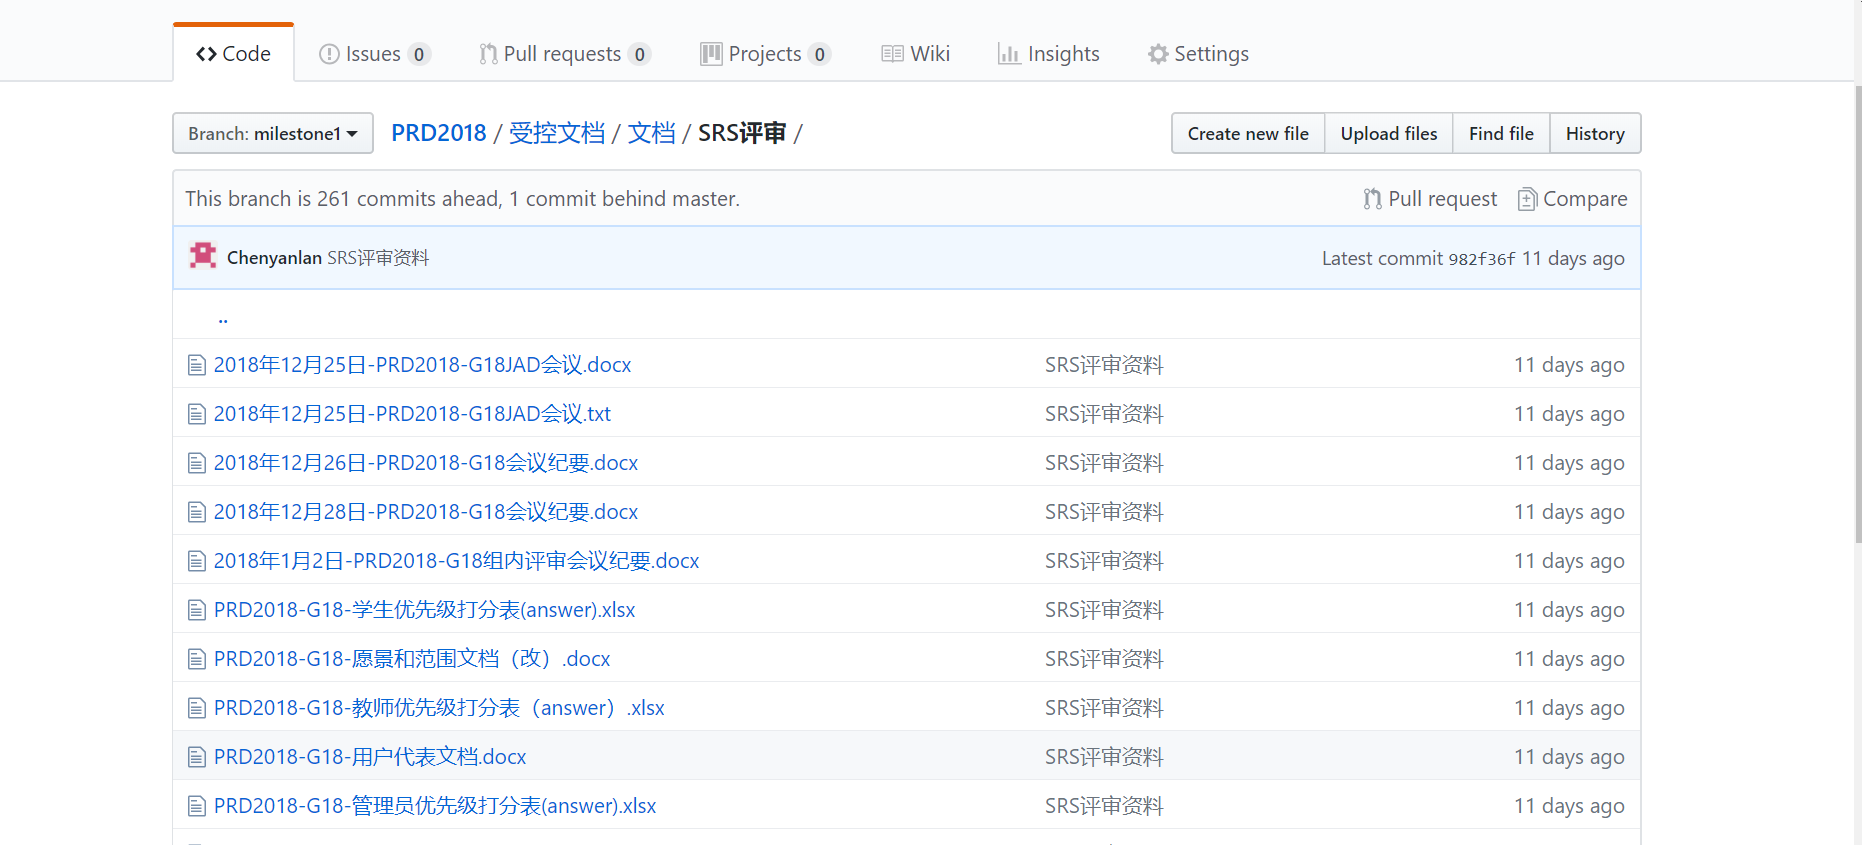 Code Issues 0 Pull requests 0 Projects 0 Wiki Insights Settings
Branch: milestone1 PRD2018 / 受控文档 / 文档 / SRS评审 / Create new file Upload files Find file History
This branch is 261 commits ahead, 1 commit behind master. Pull request Compare
Chenyanlan SRS评审资料 Latest commit 982f36f 11 days ago
..
2018年12月25日-PRD2018-G18JAD会议.docx SRS评审资料 11 days ago
2018年12月25日-PRD2018-G18JAD会议.txt SRS评审资料 11 days ago
2018年12月26日-PRD2018-G18会议纪要.docx SRS评审资料 11 days ago
2018年12月28日-PRD2018-G18会议纪要.docx SRS评审资料 11 days ago
2018年1月2日-PRD2018-G18组内评审会议纪要.docx SRS评审资料 11 days ago
PRD2018-G18-学生优先级打分表(answer).xlsx SRS评审资料 11 days ago
PRD2018-G18-愿景和范围文档（改）.docx SRS评审资料 11 days ago
PRD2018-G18-教师优先级打分表（answer）.xlsx SRS评审资料 11 days ago
PRD2018-G18-用户代表文档.docx SRS评审资料 11 days ago
PRD2018-G18-管理员优先级打分表(answer).xlsx SRS评审资料 11 days ago